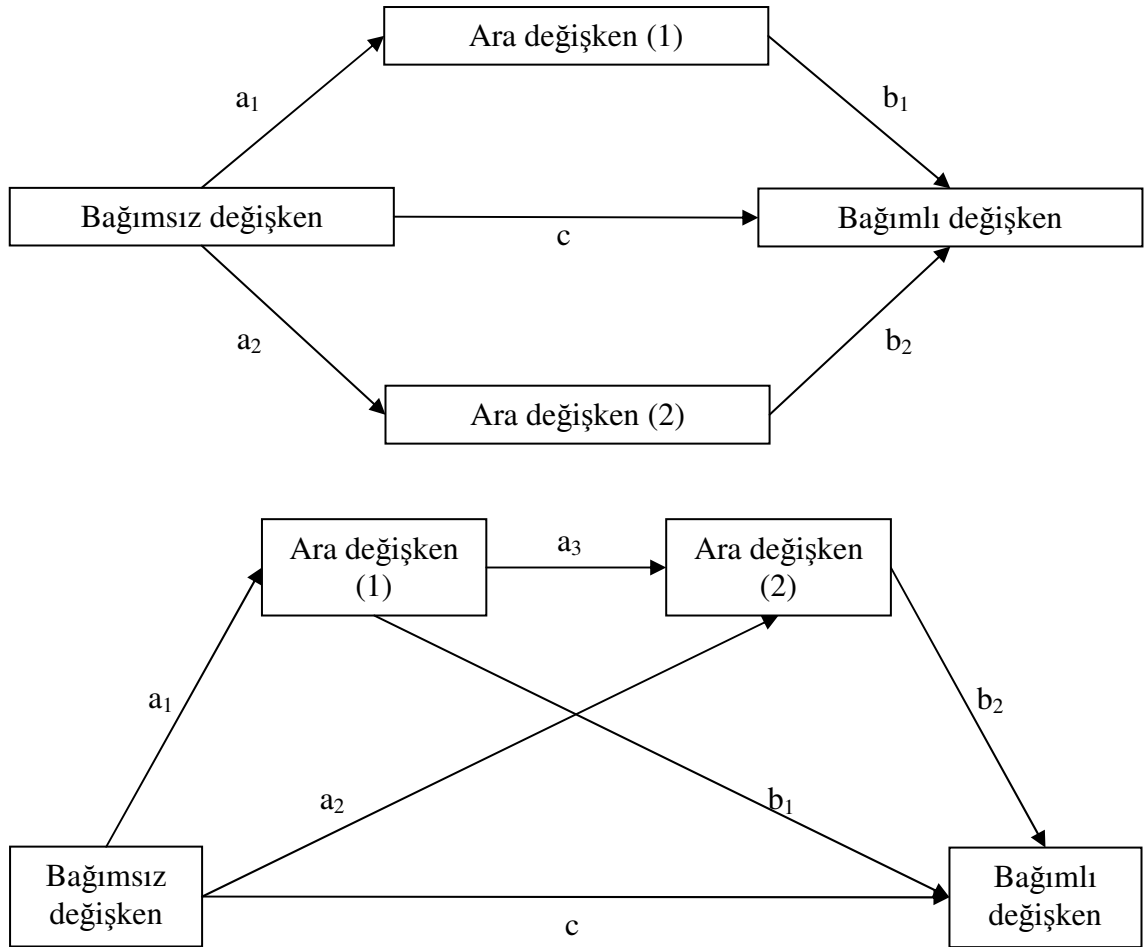 Ara değişken (1)
a₁
b₁
Bağımsız değişken
c
Bağımlı değişken
a₂
b₂
Ara değişken (2)
Ara değişken
(1)
a₃
Ara değişken
(2)
a₁
b₂
a₂
b₁
Bağımsız
değişken
c
Bağımlı
değişken